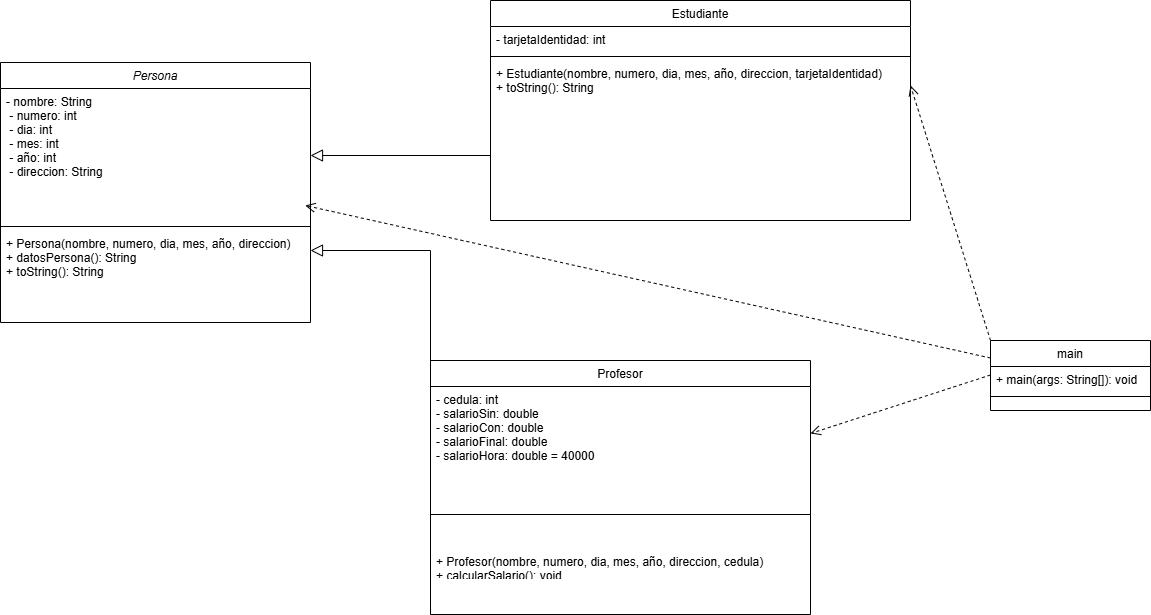 Persona
- nombre: String
- numero: int
- dia: int
- mes: int
- año: int
- direccion: String
+ Persona(nombre, numero, dia, mes, año, direccion)
+ datosPersona(): String
+ toString(): String
Estudiante
- tarjetaIdentidad: int
+ Estudiante(nombre, numero, dia, mes, año, direccion, tarjetaIdentidad)
+ toString(): String
Profesor
- cedula: int
- salarioSin: double
- salarioCon: double
- salarioFinal: double
- salarioHora: double = 40000
+ Profesor(nombre, numero, dia, mes, año, direccion, cedula)
+ calcularSalario(): void
main
+ main(args: String[]): void